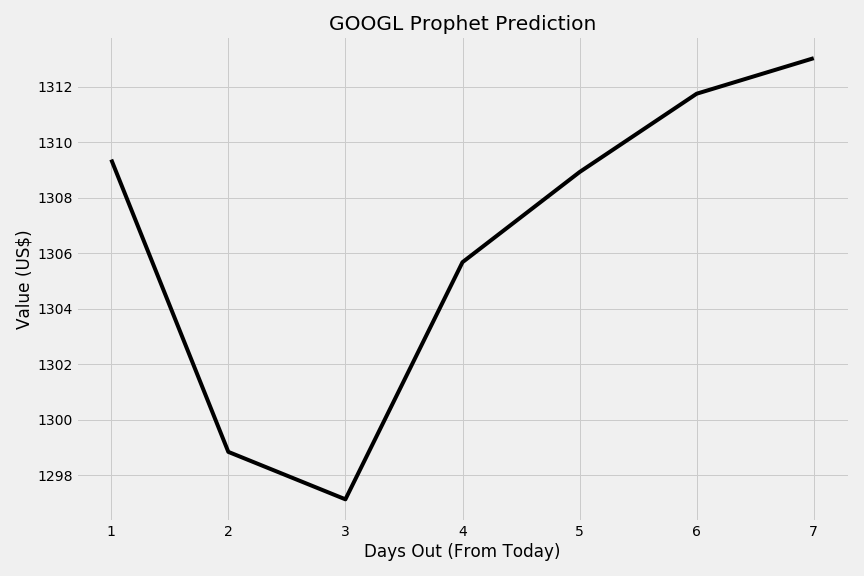 GOOGL Prophet Prediction
Value (US$)
1312
1310
1308
1306
1304
1302
1300
1298
1 2 3 4 5 6 7
Days Out (From Today)